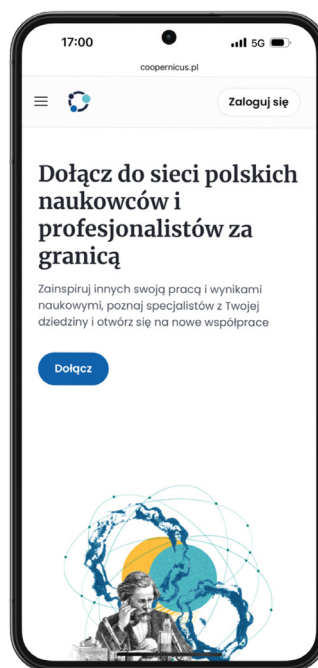 17:00
5G
coopernicus.pl
Zaloguj się
Dołącz do sieci polskich
naukowców i
profesjonalistów za
granicą
Zainspiruj innych swoją pracą i wynikami
naukowymi, poznaj specjalistów z Twojej
dziedziny i otwórz się na nowe współprace
Dołącz